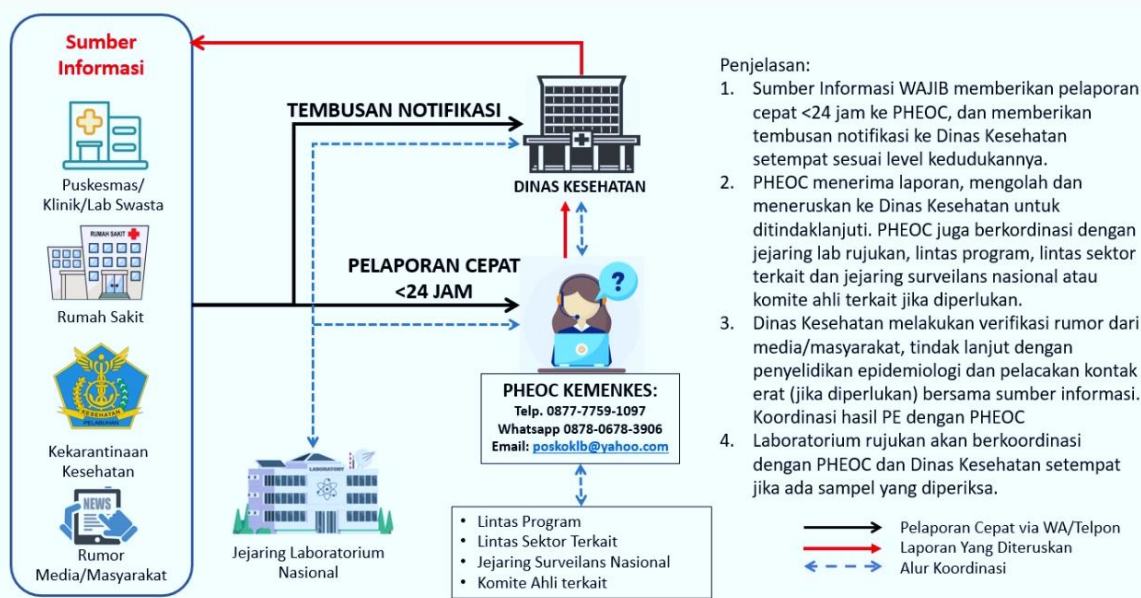 Sumber
Informasi
Puskesmas/
Klinik/Lab Swasta
RUMAH SAKIT
Rumah Sakit
KESEHATAN
PELABUHAN
Kekarantinaan
Kesehatan
NEWS
Rumor
Media/Masyarakat
TEMBUSAN NOTIFIKASI
DINAS KESEHATAN
PELAPORAN CEPAT
<24 JAM
?
PHEOC KEMENKES:
Telp. 0877-7759-1097
Whatsapp 0878-0678-3906
Email: poskoklb@yahoo.com
LABORATORY
Jejaring Laboratorium
Nasional
• Lintas Program
• Lintas Sektor Terkait
• Jejaring Surveilans Nasional
• Komite Ahli terkait
Penjelasan:
1. Sumber Informasi WAJIB memberikan pelaporan
cepat <24 jam ke PHEOC, dan memberikan
tembusan notifikasi ke Dinas Kesehatan
setempat sesuai level kedudukannya.
2. PHEOC menerima laporan, mengolah dan
meneruskan ke Dinas Kesehatan untuk
ditindaklanjuti. PHEOC juga berkordinasi dengan
jejaring lab rujukan, lintas program, lintas sektor
terkait dan jejaring surveilans nasional atau
komite ahli terkait jika diperlukan.
3. Dinas Kesehatan melakukan verifikasi rumor dari
media/masyarakat, tindak lanjut dengan
penyelidikan epidemiologi dan pelacakan kontak
erat (jika diperlukan) bersama sumber informasi.
Koordinasi hasil PE dengan PHEOC
4. Laboratorium rujukan akan berkoordinasi
dengan PHEOC dan Dinas Kesehatan setempat
jika ada sampel yang diperiksa.
Pelaporan Cepat via WA/Telpon
Laporan Yang Diteruskan
Alur Koordinasi